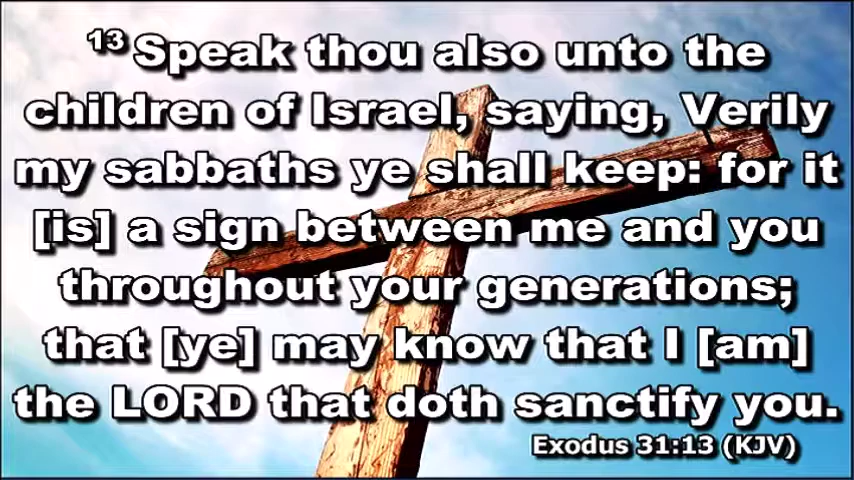 13 Speak thou also unto the
children of Israel, saying, Verily
my sabbaths ye shall keep: for it
[is] a sign between me and you
throughout your generations;
that [ye] may know that I [am]
the LORD that doth sanctify you.
Exodus 31:13 (KJV)